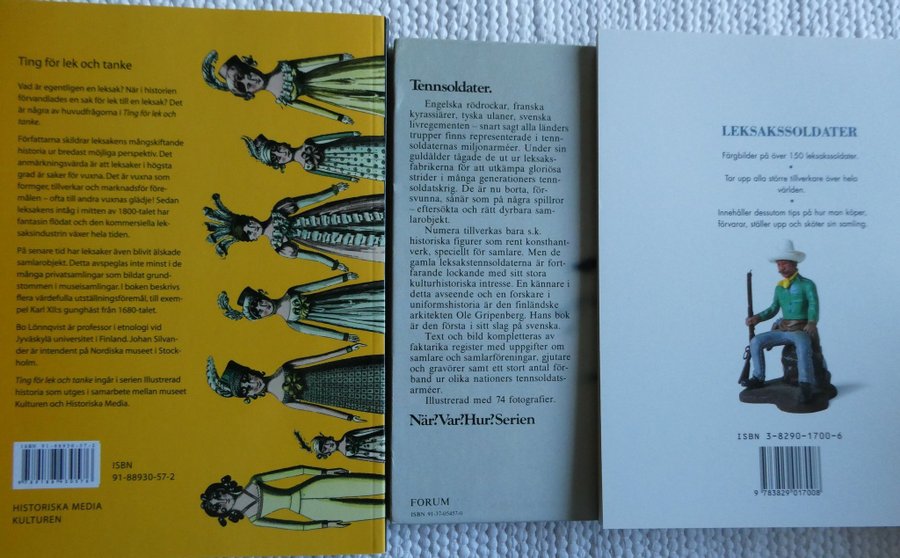 Ting för lek och tanke
Vad är egentligen en leksak? När i historien
förvandlades en sak för lek till en leksak? Det
är några av huvudfrågorna i Ting för lek och
tanke.
Författarna skildrar leksakens mångskiftande
historia ur bredast möjliga perspektiv. Det
anmärkningsvärda är att leksaker i högsta
grad är saker för vuxna. Det är vuxna som
formger, tillverkar och marknadsför före-
målen – ofta till andra vuxnas glädje! Sedan
leksakens intåg i mitten av 1800-talet har
fantasin flödat och den kommersiella lek-
saksindustrin växer hela tiden.
På senare tid har leksaker även blivit älskade
samlarobjekt. Detta avspeglas inte minst i de
många privatsamlingar som bildat grund-
stommen i museisamlingar. I boken beskrivs
flera värdefulla utställningsföremål, till exem-
pel Karl XII:s gunghäst från 1680-talet.
Bo Lönnqvist är professor i etnologi vid
Jyväskylä universitet i Finland. Johan Silvan-
der är intendent på Nordiska museet i Stock-
holm.
Ting för lek och tanke ingår i serien Illustrerad
historia som utges i samarbete mellan museet
Kulturen och Historiska Media.
ISBN 91-88930-57-2
ISBN
91-88930-57-2
9 789188 930576
HISTORISKA MEDIA
KULTUREN
Tennsoldater.
Engelska rödrockar, franska
kyrassiärer, tyska ulaner, svenska
livregementen – snart sagt alla länders
trupper finns representerade i tenn-
soldaternas miljonarméer. Under sin
guldålder tågade de ut ur leksaks-
fabrikerna för att utkämpa gloriösa
strider i många generationers tenn-
soldatskrig. De är nu borta, för-
svunna, sånär som på några spillror
– eftersökta och rätt dyrbara sam-
larobjekt.
Numera tillverkas bara s.k.
historiska figurer som rent konsthant-
verk, speciellt för samlare. Men de
gamla leksakstennsoldaterna är fort-
farande lockande med sitt stora
kulturhistoriska intresse. En kännare i
detta avseende och en forskare i
uniformshistoria är den finländske
arkitekten Ole Gripenberg. Hans bok
är den första i sitt slag på svenska.
Text och bild kompletteras av
faktarika register med uppgifter om
samlare och samlarföreningar, gjutare
och gravörer samt ett stort antal för-
band ur olika nationers tennsoldats-
arméer.
Illustrerad med 74 fotografier.
När?Var?Hur?Serien
FORUM
ISBN 91-37-05457-0
LEKSAKSSOLDATER
Färgbilder på över 150 leksakssoldater.
•
Tar upp alla större tillverkare över hela
världen.
•
Innehåller dessutom tips på hur man köper,
förvarar, ställer upp och sköter sin samling.
ISBN 3-8290-1700-6
9 783829 017008